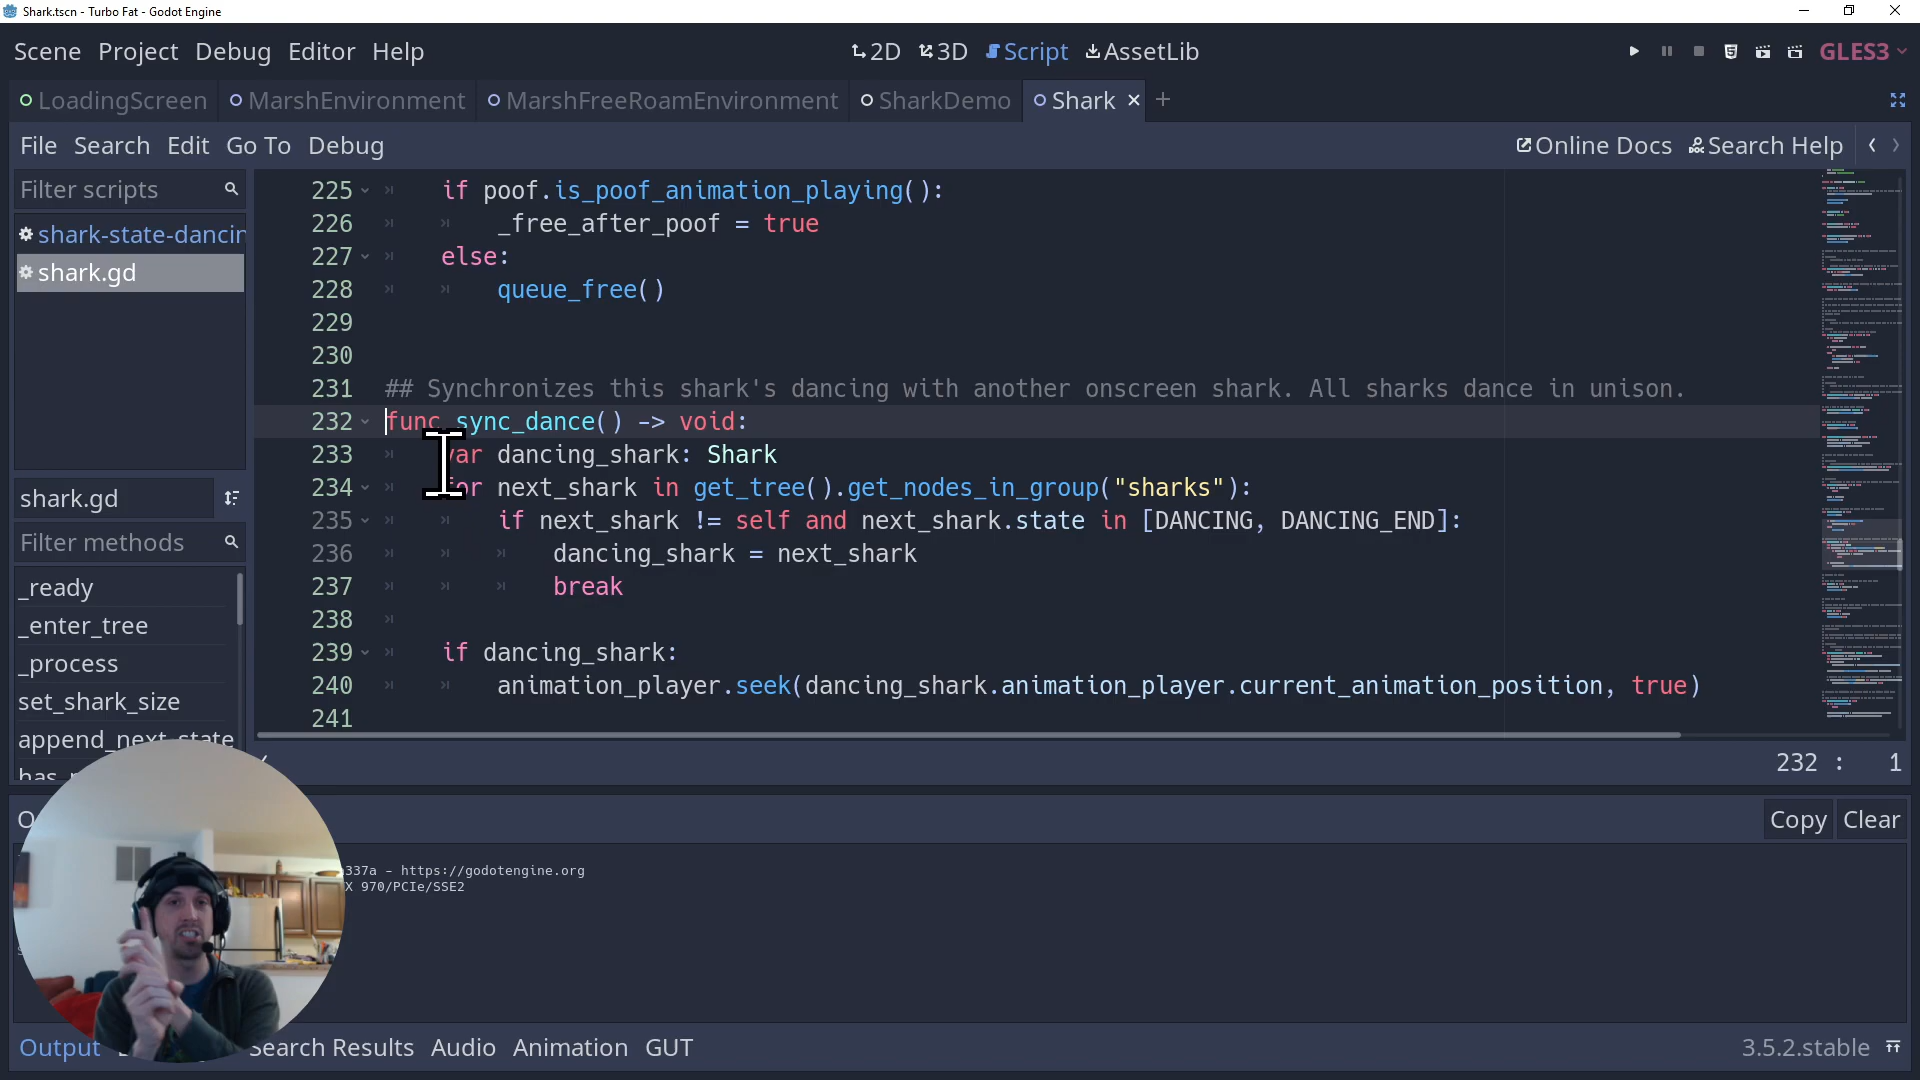 Shark.tscn - Turbo Fat - Godot Engine
Scene Project Debug Editor Help
2D 3D Script AssetLib
GLES3
LoadingScreen MarshEnvironment MarshFreeRoamEnvironment SharkDemo Shark
File Search Edit Go To Debug
Online Docs Search Help
Filter scripts
shark-state-dancin
shark.gd
shark.gd
Filter methods
_ready
_enter_tree
_process
set_shark_size
append_next_state
225 if poof.is_poof_animation_playing():
226 _free_after_poof = true
227 else:
228 queue_free()
229
230
231 ## Synchronizes this shark's dancing with another onscreen shark. All sharks dance in unison.
232 func sync_dance() -> void:
233 var dancing_shark: Shark
234 for next_shark in get_tree().get_nodes_in_group("sharks"):
235 if next_shark != self and next_shark.state in [DANCING, DANCING_END]:
236 dancing_shark = next_shark
237 break
238
239 if dancing_shark:
240 animation_player.seek(dancing_shark.animation_player.current_animation_position, true)
241
232 : 1
Copy Clear
337a - https://godotengine.org
X 970/PCIe/SSE2
Output Search Results Audio Animation GUT
3.5.2.stable